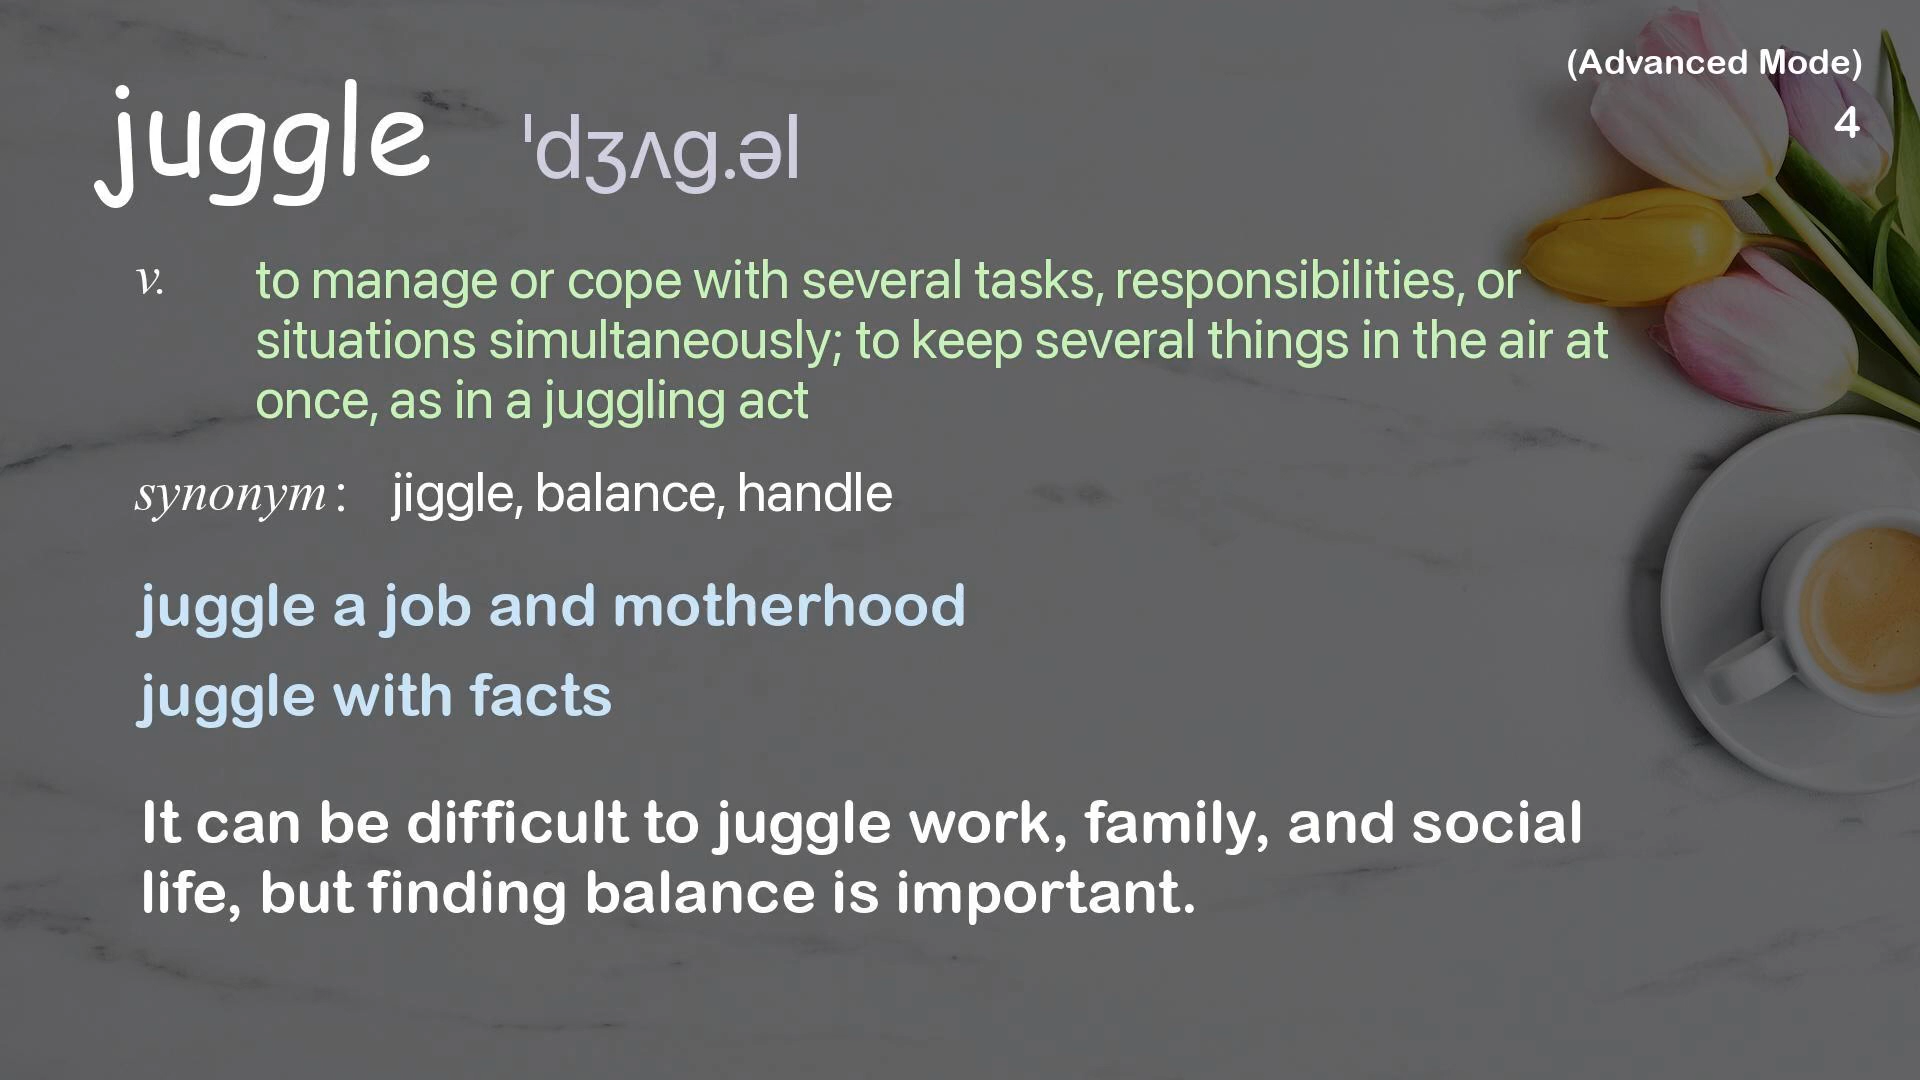 (Advanced Mode)
4
juggle ˈdʒʌg.əl
v. to manage or cope with several tasks, responsibilities, or
situations simultaneously; to keep several things in the air at
once, as in a juggling act
synonym: jiggle, balance, handle
juggle a job and motherhood
juggle with facts
It can be difficult to juggle work, family, and social
life, but finding balance is important.